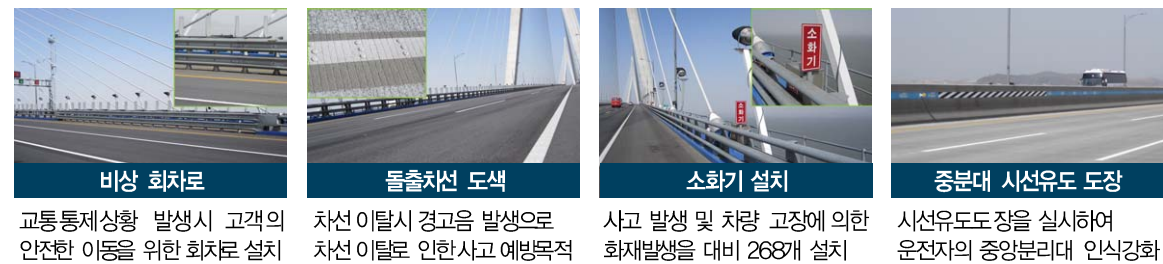 소화기
소화기
비상 회차로
교통통제상황 발생시 고객의
안전한 이동을 위한 회차로 설치
돌출차선 도색
차선 이탈시 경고음 발생으로
차선 이탈로 인한 사고 예방목적
소화기 설치
사고 발생 및 차량 고장에 의한
화재발생을 대비 268개 설치
중분대 시선유도 도장
시선유도도장을 실시하여
운전자의 중앙분리대 인식강화